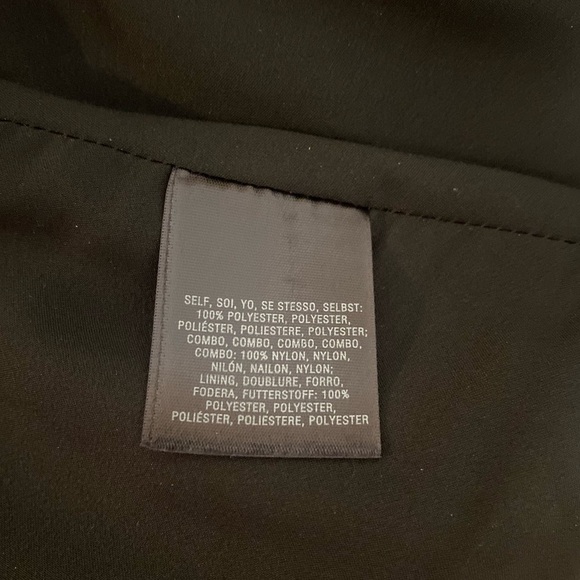 SELF, SOI, YO, SE STESSO, SELBST:
100% POLYESTER, POLYESTER,
POLIÉSTER, POLIESTERE, POLYESTER;
COMBO, COMBO, COMBO, COMBO,
COMBO: 100% NYLON, NYLON,
NILÓN, NAILON, NYLON;
LINING, DOUBLURE, FORRO,
FODERA, FUTTERSTOFF: 100%
POLYESTER, POLYESTER,
POLIÉSTER, POLIESTERE, POLYESTER